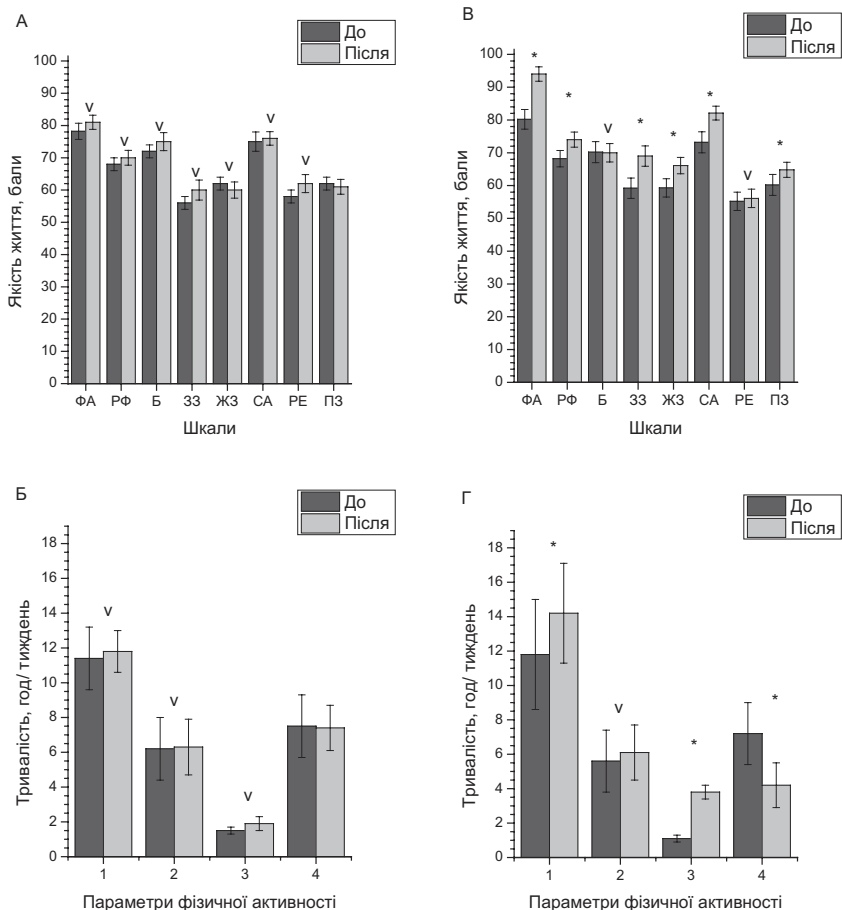 А
До
Після
v v v v v v v
100
90
80
70
60
50
40
30
20
10
0
Якість життя, бали
ФА РФ Б ЗЗ ЖЗ СА РЕ ПЗ
Шкали
В
До
Після
* * v * * * v *
100
90
80
70
60
50
40
30
20
10
0
Якість життя, бали
ФА РФ Б ЗЗ ЖЗ СА РЕ ПЗ
Шкали
Б
До
Після
v v v
18
16
14
12
10
8
6
4
2
0
Тривалість, год/ тиждень
1 2 3 4
Параметри фізичної активності
Г
До
Після
* v * *
18
16
14
12
10
8
6
4
2
0
Тривалість, год/ тиждень
1 2 3 4
Параметри фізичної активності